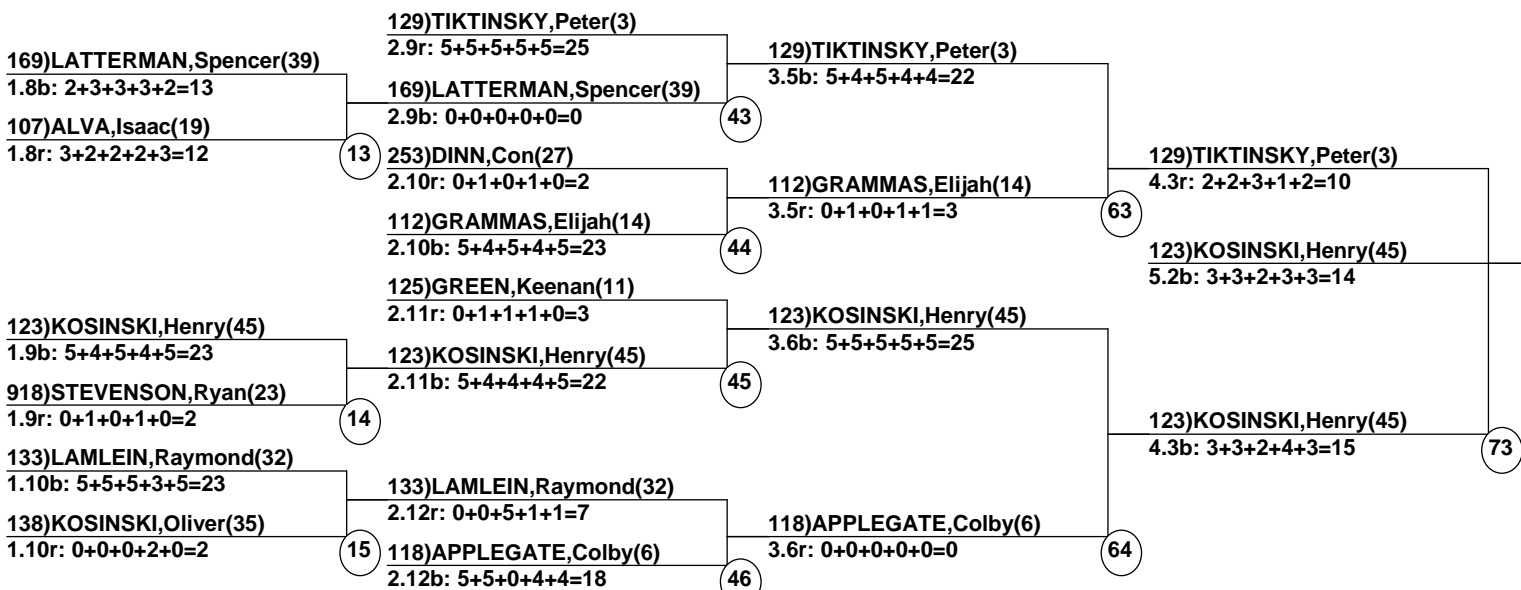 169)LATTERMAN,Spencer(39)
1.8b: 2+3+3+3+2=13
107)ALVA,Isaac(19)
1.8r: 3+2+2+2+3=12
13
123)KOSINSKI,Henry(45)
1.9b: 5+4+5+4+5=23
918)STEVENSON,Ryan(23)
1.9r: 0+1+0+1+0=2
14
133)LAMLEIN,Raymond(32)
1.10b: 5+5+5+3+5=23
138)KOSINSKI,Oliver(35)
1.10r: 0+0+0+2+0=2
15
129)TIKTINSKY,Peter(3)
2.9r: 5+5+5+5+5=25
169)LATTERMAN,Spencer(39)
2.9b: 0+0+0+0+0=0
43
253)DINN,Con(27)
2.10r: 0+1+0+1+0=2
112)GRAMMAS,Elijah(14)
2.10b: 5+4+5+4+5=23
44
125)GREEN,Keenan(11)
2.11r: 0+1+1+1+0=3
123)KOSINSKI,Henry(45)
2.11b: 5+4+4+4+5=22
45
133)LAMLEIN,Raymond(32)
2.12r: 0+0+5+1+1=7
118)APPLEGATE,Colby(6)
2.12b: 5+5+0+4+4=18
46
129)TIKTINSKY,Peter(3)
3.5b: 5+4+5+4+4=22
112)GRAMMAS,Elijah(14)
3.5r: 0+1+0+1+1=3
63
123)KOSINSKI,Henry(45)
3.6b: 5+5+5+5+5=25
118)APPLEGATE,Colby(6)
3.6r: 0+0+0+0+0=0
64
129)TIKTINSKY,Peter(3)
4.3r: 2+2+3+1+2=10
123)KOSINSKI,Henry(45)
5.2b: 3+3+2+3+3=14
123)KOSINSKI,Henry(45)
4.3b: 3+3+2+4+3=15
73